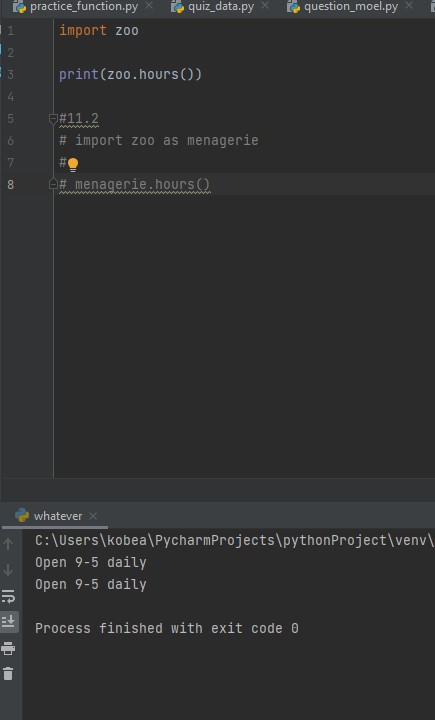 practice_function.py quiz_data.py question_moel.py
1 import zoo
2
3 print(zoo.hours())
4
5 #11.2
6 # import zoo as menagerie
7 #
8 # menagerie.hours()
whatever
C:\Users\kobea\PycharmProjects\pythonProject\venv\
Open 9-5 daily
Open 9-5 daily
Process finished with exit code 0